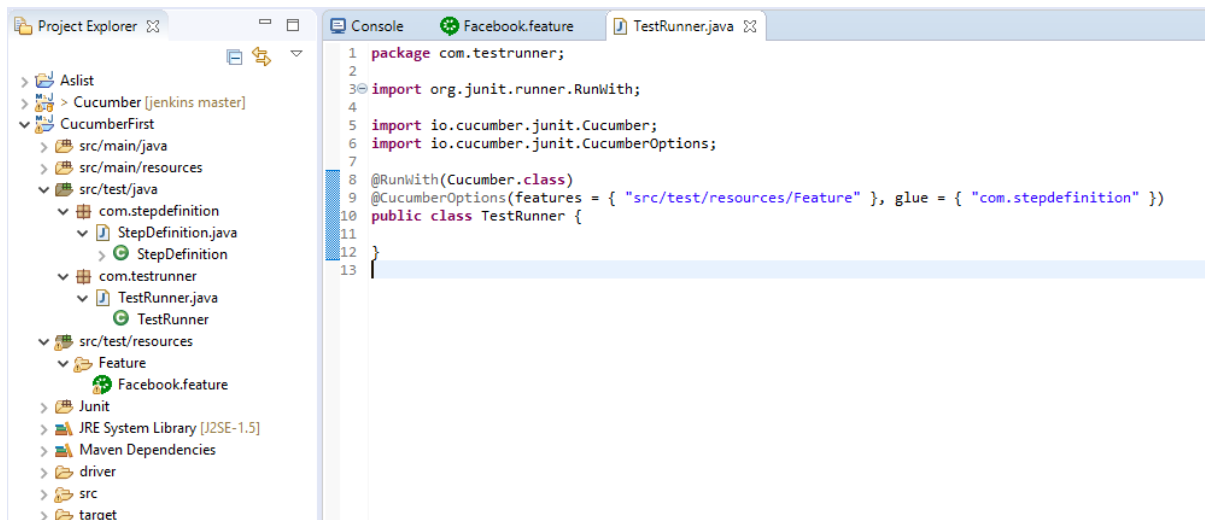 Project Explorer
Aslist
> Cucumber [jenkins master]
CucumberFirst
src/main/java
src/main/resources
src/test/java
com.stepdefinition
StepDefinition.java
StepDefinition
com.testrunner
TestRunner.java
TestRunner
src/test/resources
Feature
Facebook.feature
Junit
JRE System Library [J2SE-1.5]
Maven Dependencies
driver
src
target
Console Facebook.feature TestRunner.java
1 package com.testrunner;
2
3 import org.junit.runner.RunWith;
4
5 import io.cucumber.junit.Cucumber;
6 import io.cucumber.junit.CucumberOptions;
7
8 @RunWith(Cucumber.class)
9 @CucumberOptions(features = { "src/test/resources/Feature" }, glue = { "com.stepdefinition" })
10 public class TestRunner {
11
12 }
13